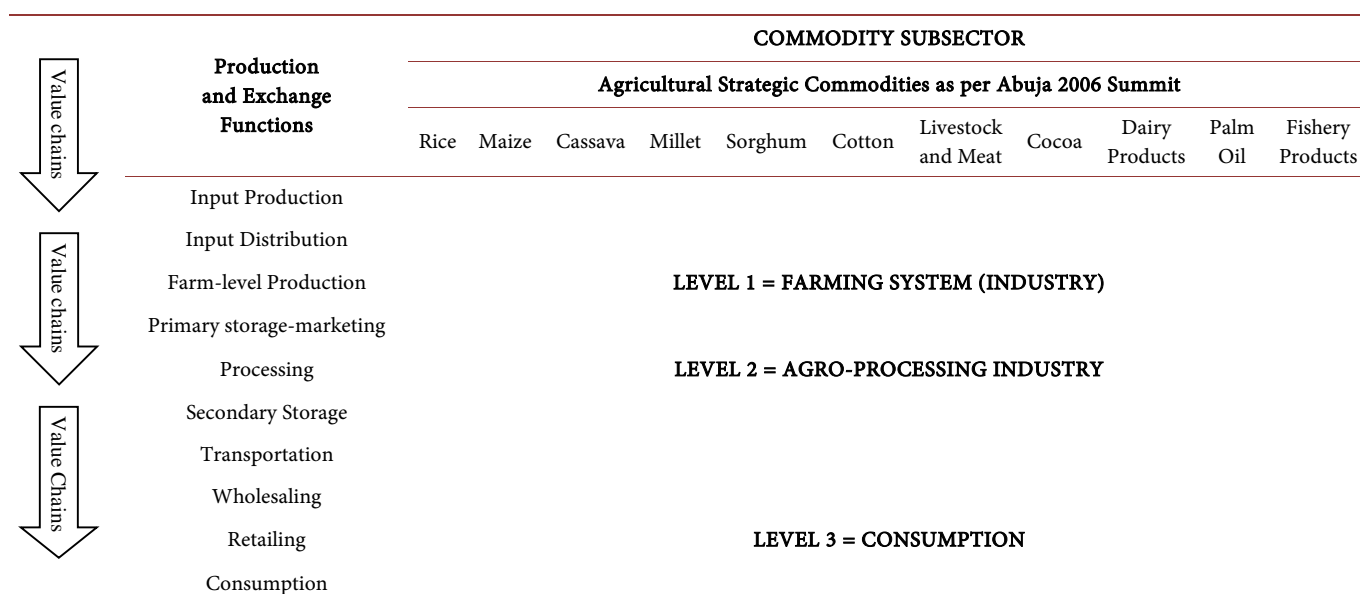 COMMODITY SUBSECTOR
Production
and Exchange
Functions
Agricultural Strategic Commodities as per Abuja 2006 Summit
Rice Maize Cassava Millet Sorghum Cotton Livestock and Meat Cocoa Dairy Products Palm Oil Fishery Products
Value chains
Input Production
Input Distribution
Value chains
Farm-level Production LEVEL 1 = FARMING SYSTEM (INDUSTRY)
Primary storage-marketing
Processing LEVEL 2 = AGRO-PROCESSING INDUSTRY
Secondary Storage
Value Chains
Transportation
Wholesaling
Retailing LEVEL 3 = CONSUMPTION
Consumption